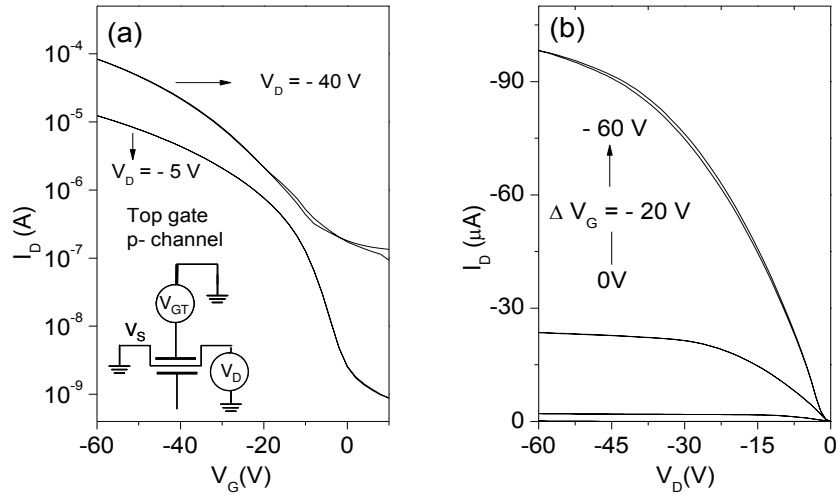 (a)
10⁻⁴
10⁻⁵
10⁻⁶
10⁻⁷
10⁻⁸
10⁻⁹
I_D (A)
V_D = - 40 V
V_D = - 5 V
Top gate
p- channel
V_GT
V_S
V_D
-60 -40 -20 0
V_G(V)
(b)
-90
-60
-30
0
I_D (μA)
- 60 V
Δ V_G = - 20 V
0V
-60 -45 -30 -15 0
V_D(V)